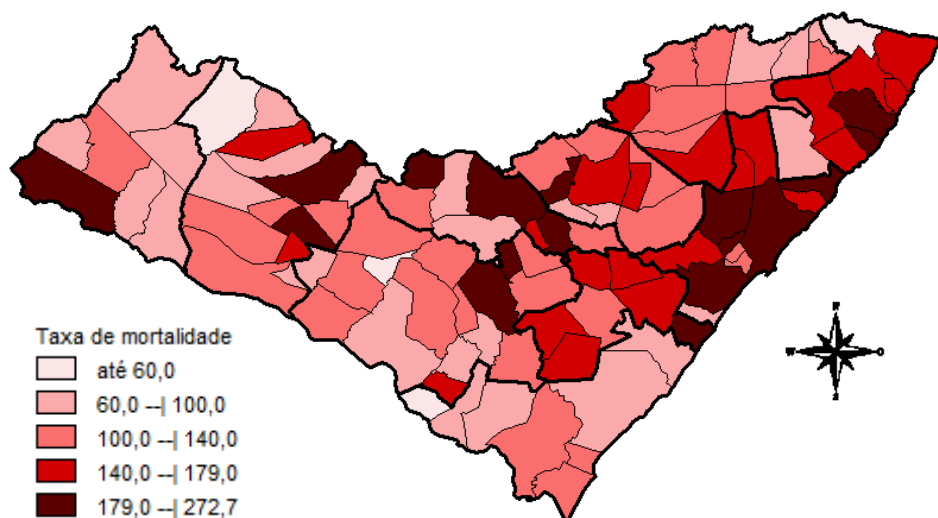 Taxa de mortalidade
até 60,0
60,0 --| 100,0
100,0 --| 140,0
140,0 --| 179,0
179,0 --| 272,7